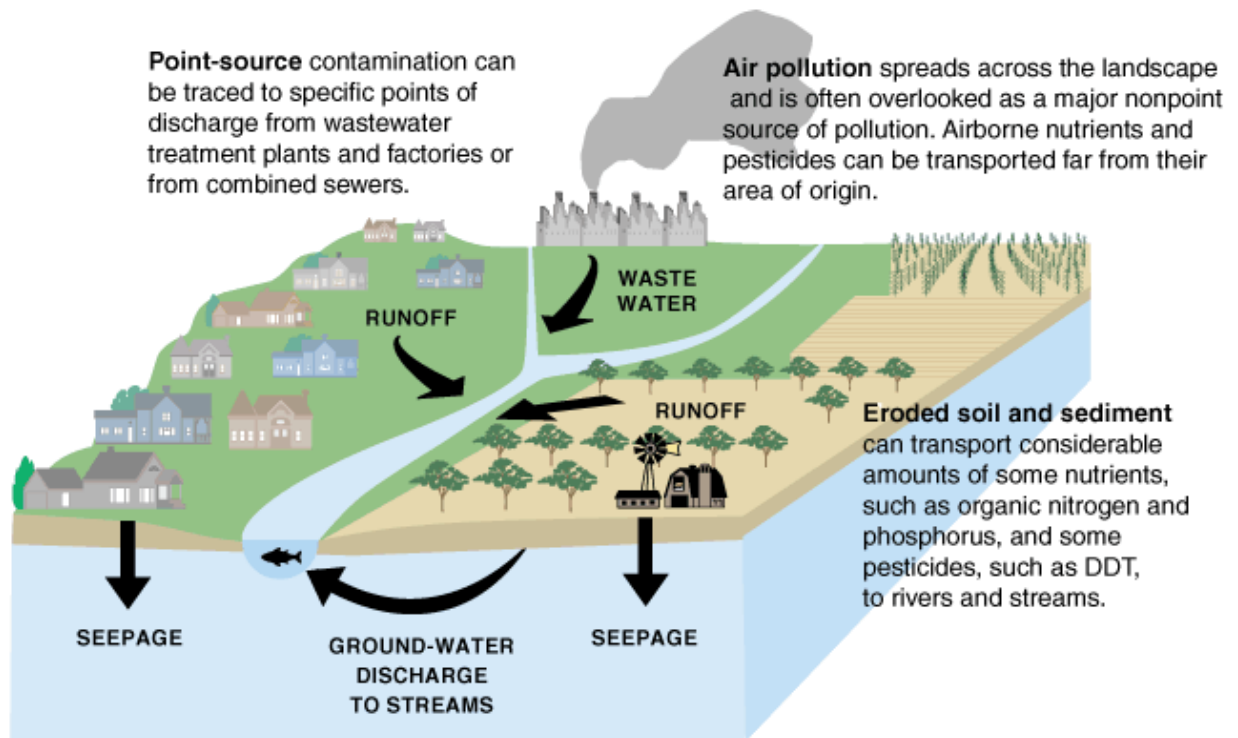 Point-source contamination can
be traced to specific points of
discharge from wastewater
treatment plants and factories or
from combined sewers.
Air pollution spreads across the landscape
and is often overlooked as a major nonpoint
source of pollution. Airborne nutrients and
pesticides can be transported far from their
area of origin.
WASTE
WATER
RUNOFF
RUNOFF
Eroded soil and sediment
can transport considerable
amounts of some nutrients,
such as organic nitrogen and
phosphorus, and some
pesticides, such as DDT,
to rivers and streams.
SEEPAGE
GROUND-WATER
DISCHARGE
TO STREAMS
SEEPAGE